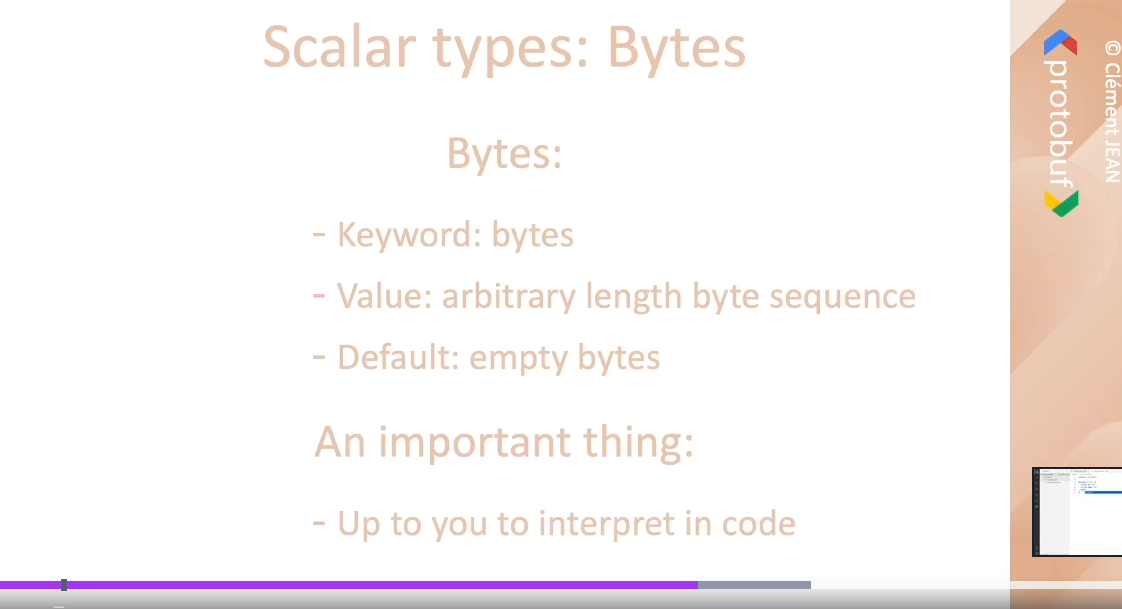 Scalar types: Bytes
Bytes:
- Keyword: bytes
- Value: arbitrary length byte sequence
- Default: empty bytes
An important thing:
- Up to you to interpret in code
protobuf
© Clément JEAN